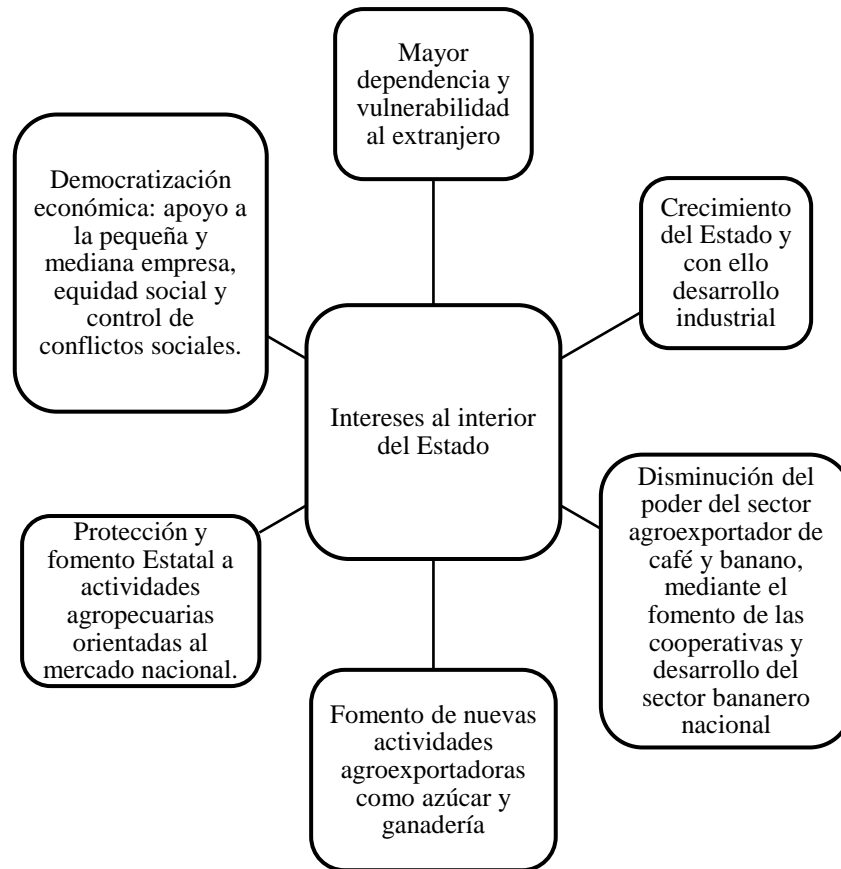 Mayor
dependencia y
vulnerabilidad
al extranjero
Crecimiento
del Estado y
con ello
desarrollo
industrial
Disminución del
poder del sector
agroexportador de
café y banano,
mediante el
fomento de las
cooperativas y
desarrollo del
sector bananero
nacional
Fomento de nuevas
actividades
agroexportadoras
como azúcar y
ganadería
Protección y
fomento Estatal a
actividades
agropecuarias
orientadas al
mercado nacional.
Democratización
económica: apoyo a
la pequeña y
mediana empresa,
equidad social y
control de
conflictos sociales.
Intereses al interior
del Estado